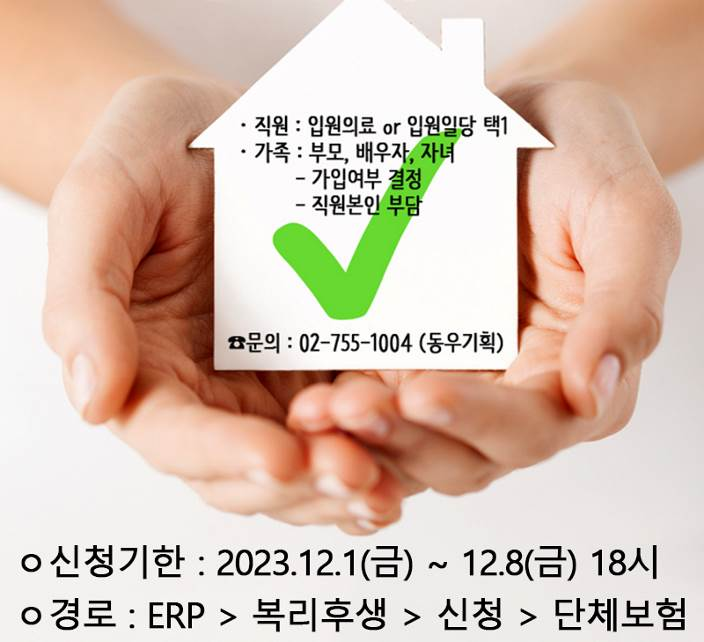 · 직원 : 입원의료 or 입원일당 택1
· 가족 : 부모, 배우자, 자녀
- 가입여부 결정
- 직원본인 부담
☎문의 : 02-755-1004 (동우기획)
ㅇ신청기한 : 2023.12.1(금) ~ 12.8(금) 18시
ㅇ경로 : ERP > 복리후생 > 신청 > 단체보험